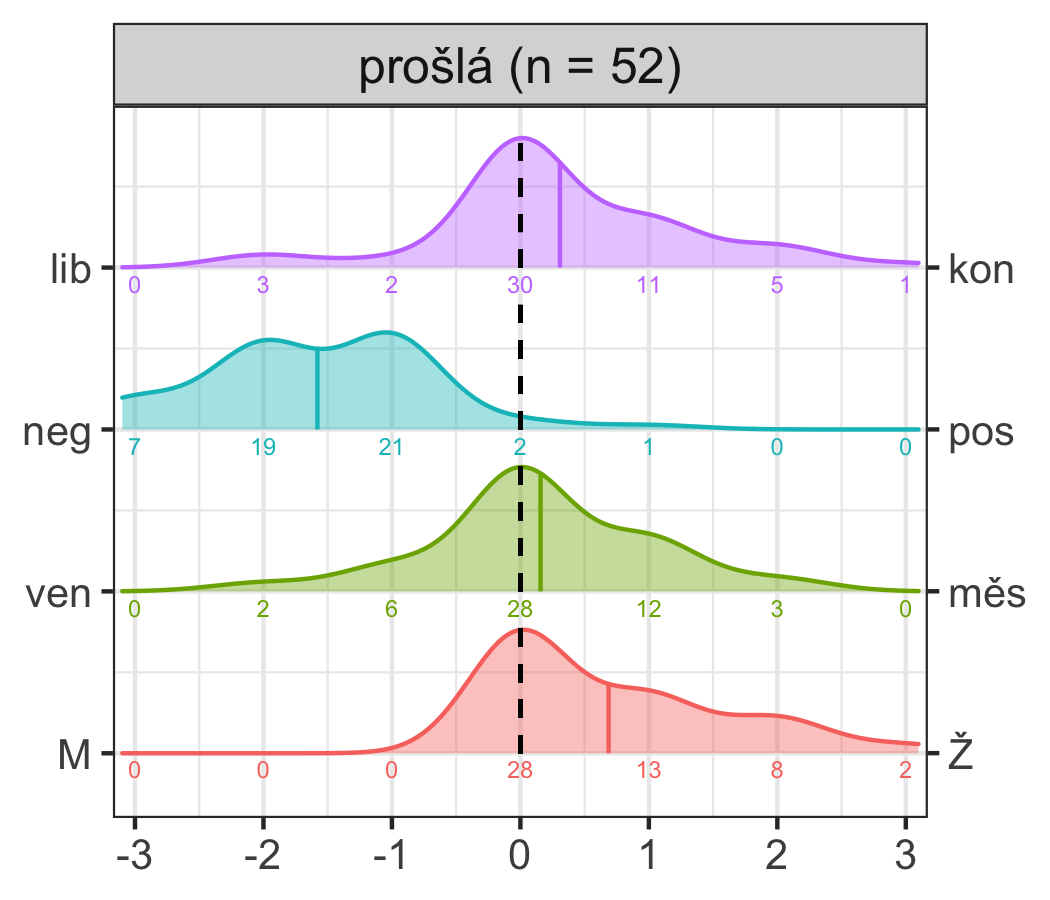 prošlá (n = 52)
lib kon
0 3 2 30 11 5 1
neg pos
7 19 21 2 1 0 0
ven měs
0 2 6 28 12 3 0
M Ž
0 0 0 28 13 8 2
-3 -2 -1 0 1 2 3